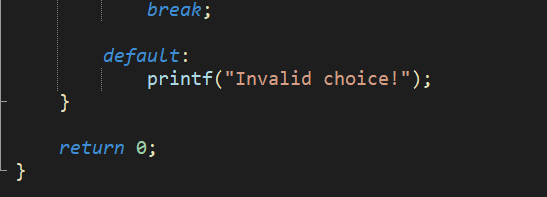 break;
default:
printf("Invalid choice!");
}
return 0;
}